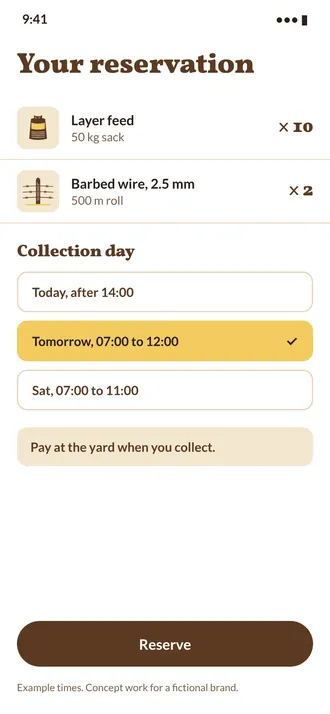 9:41
Your reservation
Layer feed
50 kg sack
× 10
Barbed wire, 2.5 mm
500 m roll
× 2
Collection day
Today, after 14:00
Tomorrow, 07:00 to 12:00
Sat, 07:00 to 11:00
Pay at the yard when you collect.
Reserve
Example times. Concept work for a fictional brand.